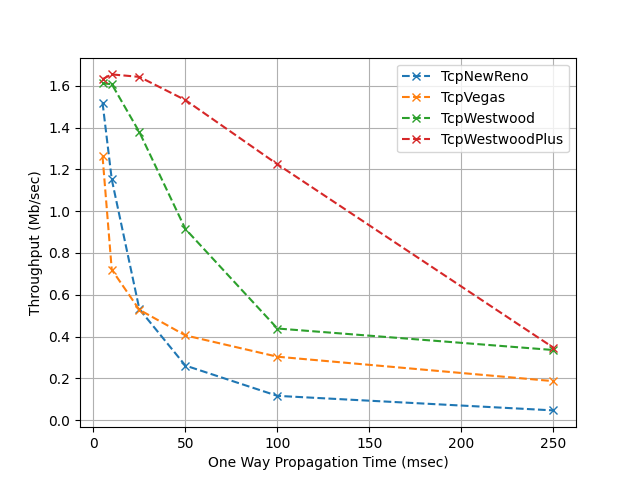 TcpNewReno
TcpVegas
TcpWestwood
TcpWestwoodPlus
Throughput (Mb/sec)
1.6
1.4
1.2
1.0
0.8
0.6
0.4
0.2
0.0
0 50 100 150 200 250
One Way Propagation Time (msec)